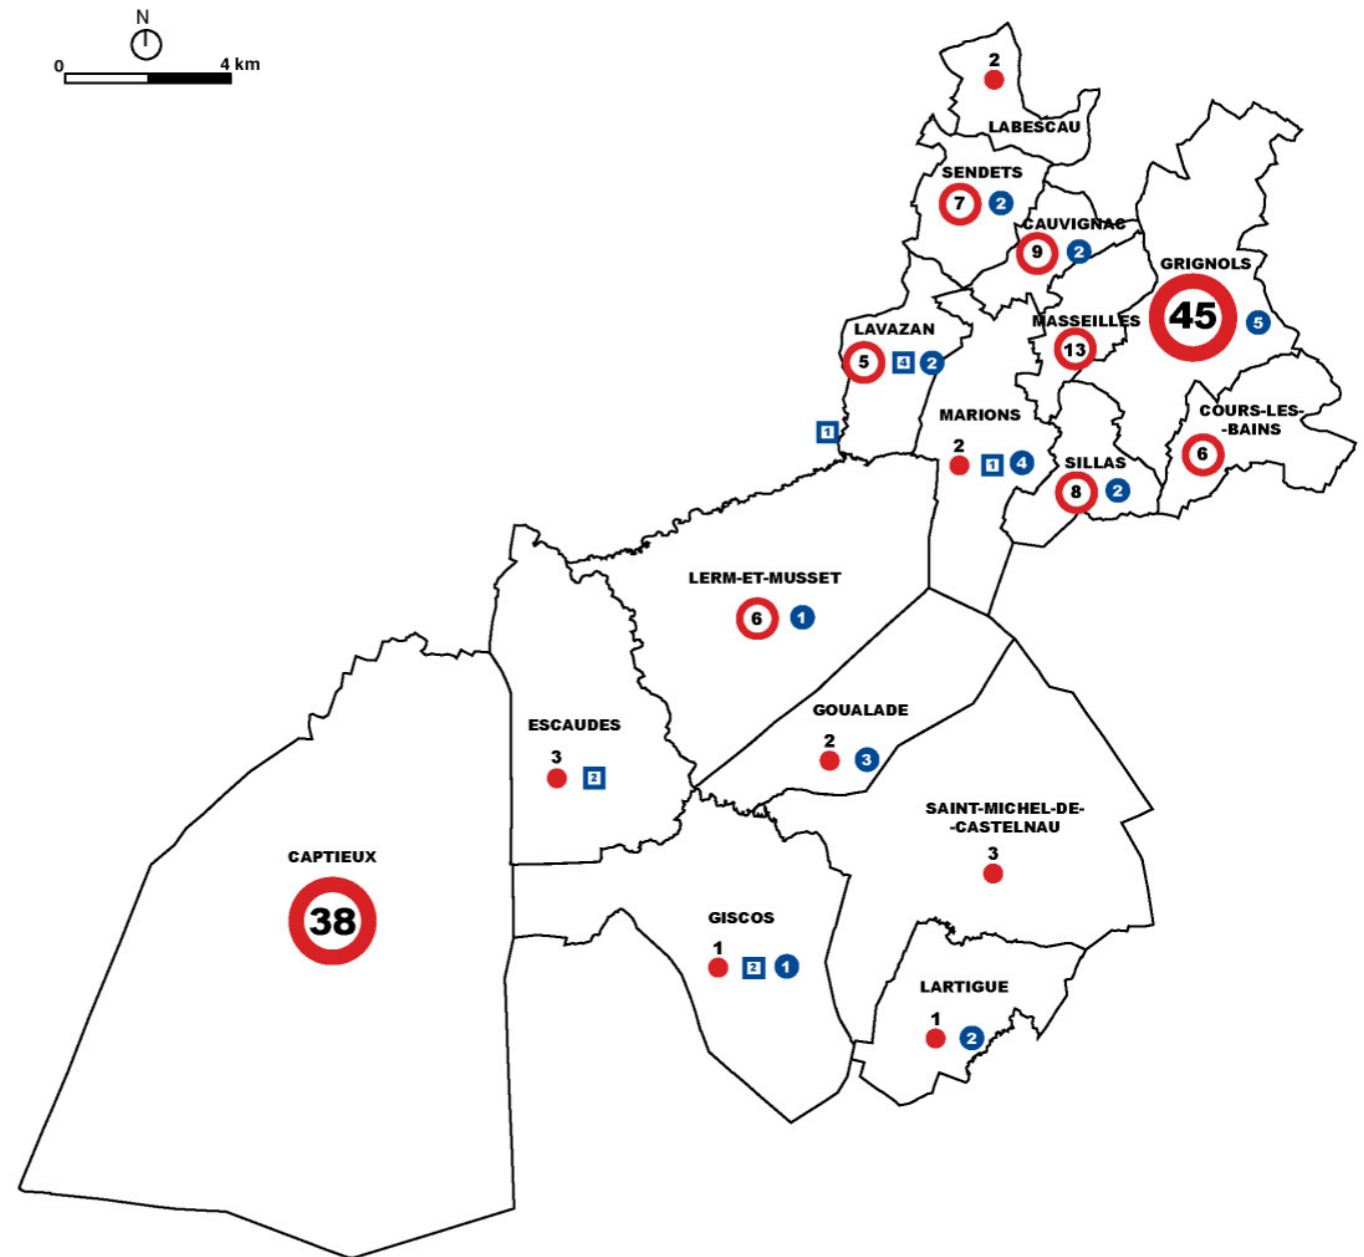 N
0 4 km
2
LABESCAU
SENDETS
7 2
CAUVIGNAC
9 2
GRIGNOLS
45 5
MASSEILLES
13
LAVAZAN
5 4 2
1
MARIONS
2
1 4
COURS-LES-
-BAINS
6
SILLAS
8 2
LERM-ET-MUSSET
6 1
GOUALADE
2
3
ESCAUDES
3
2
SAINT-MICHEL-DE-
-CASTELNAU
3
CAPTIEUX
38
GISCOS
1
2 1
LARTIGUE
1
2